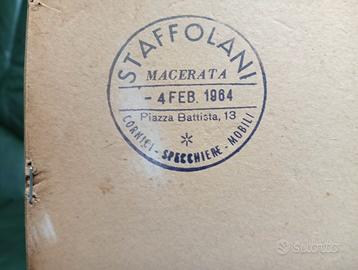 STAFFOLANI
MACERATA
- 4 FEB. 1964
Piazza Battista, 13
*
CORNICI - SPECCHIERE - MOBILI
subito